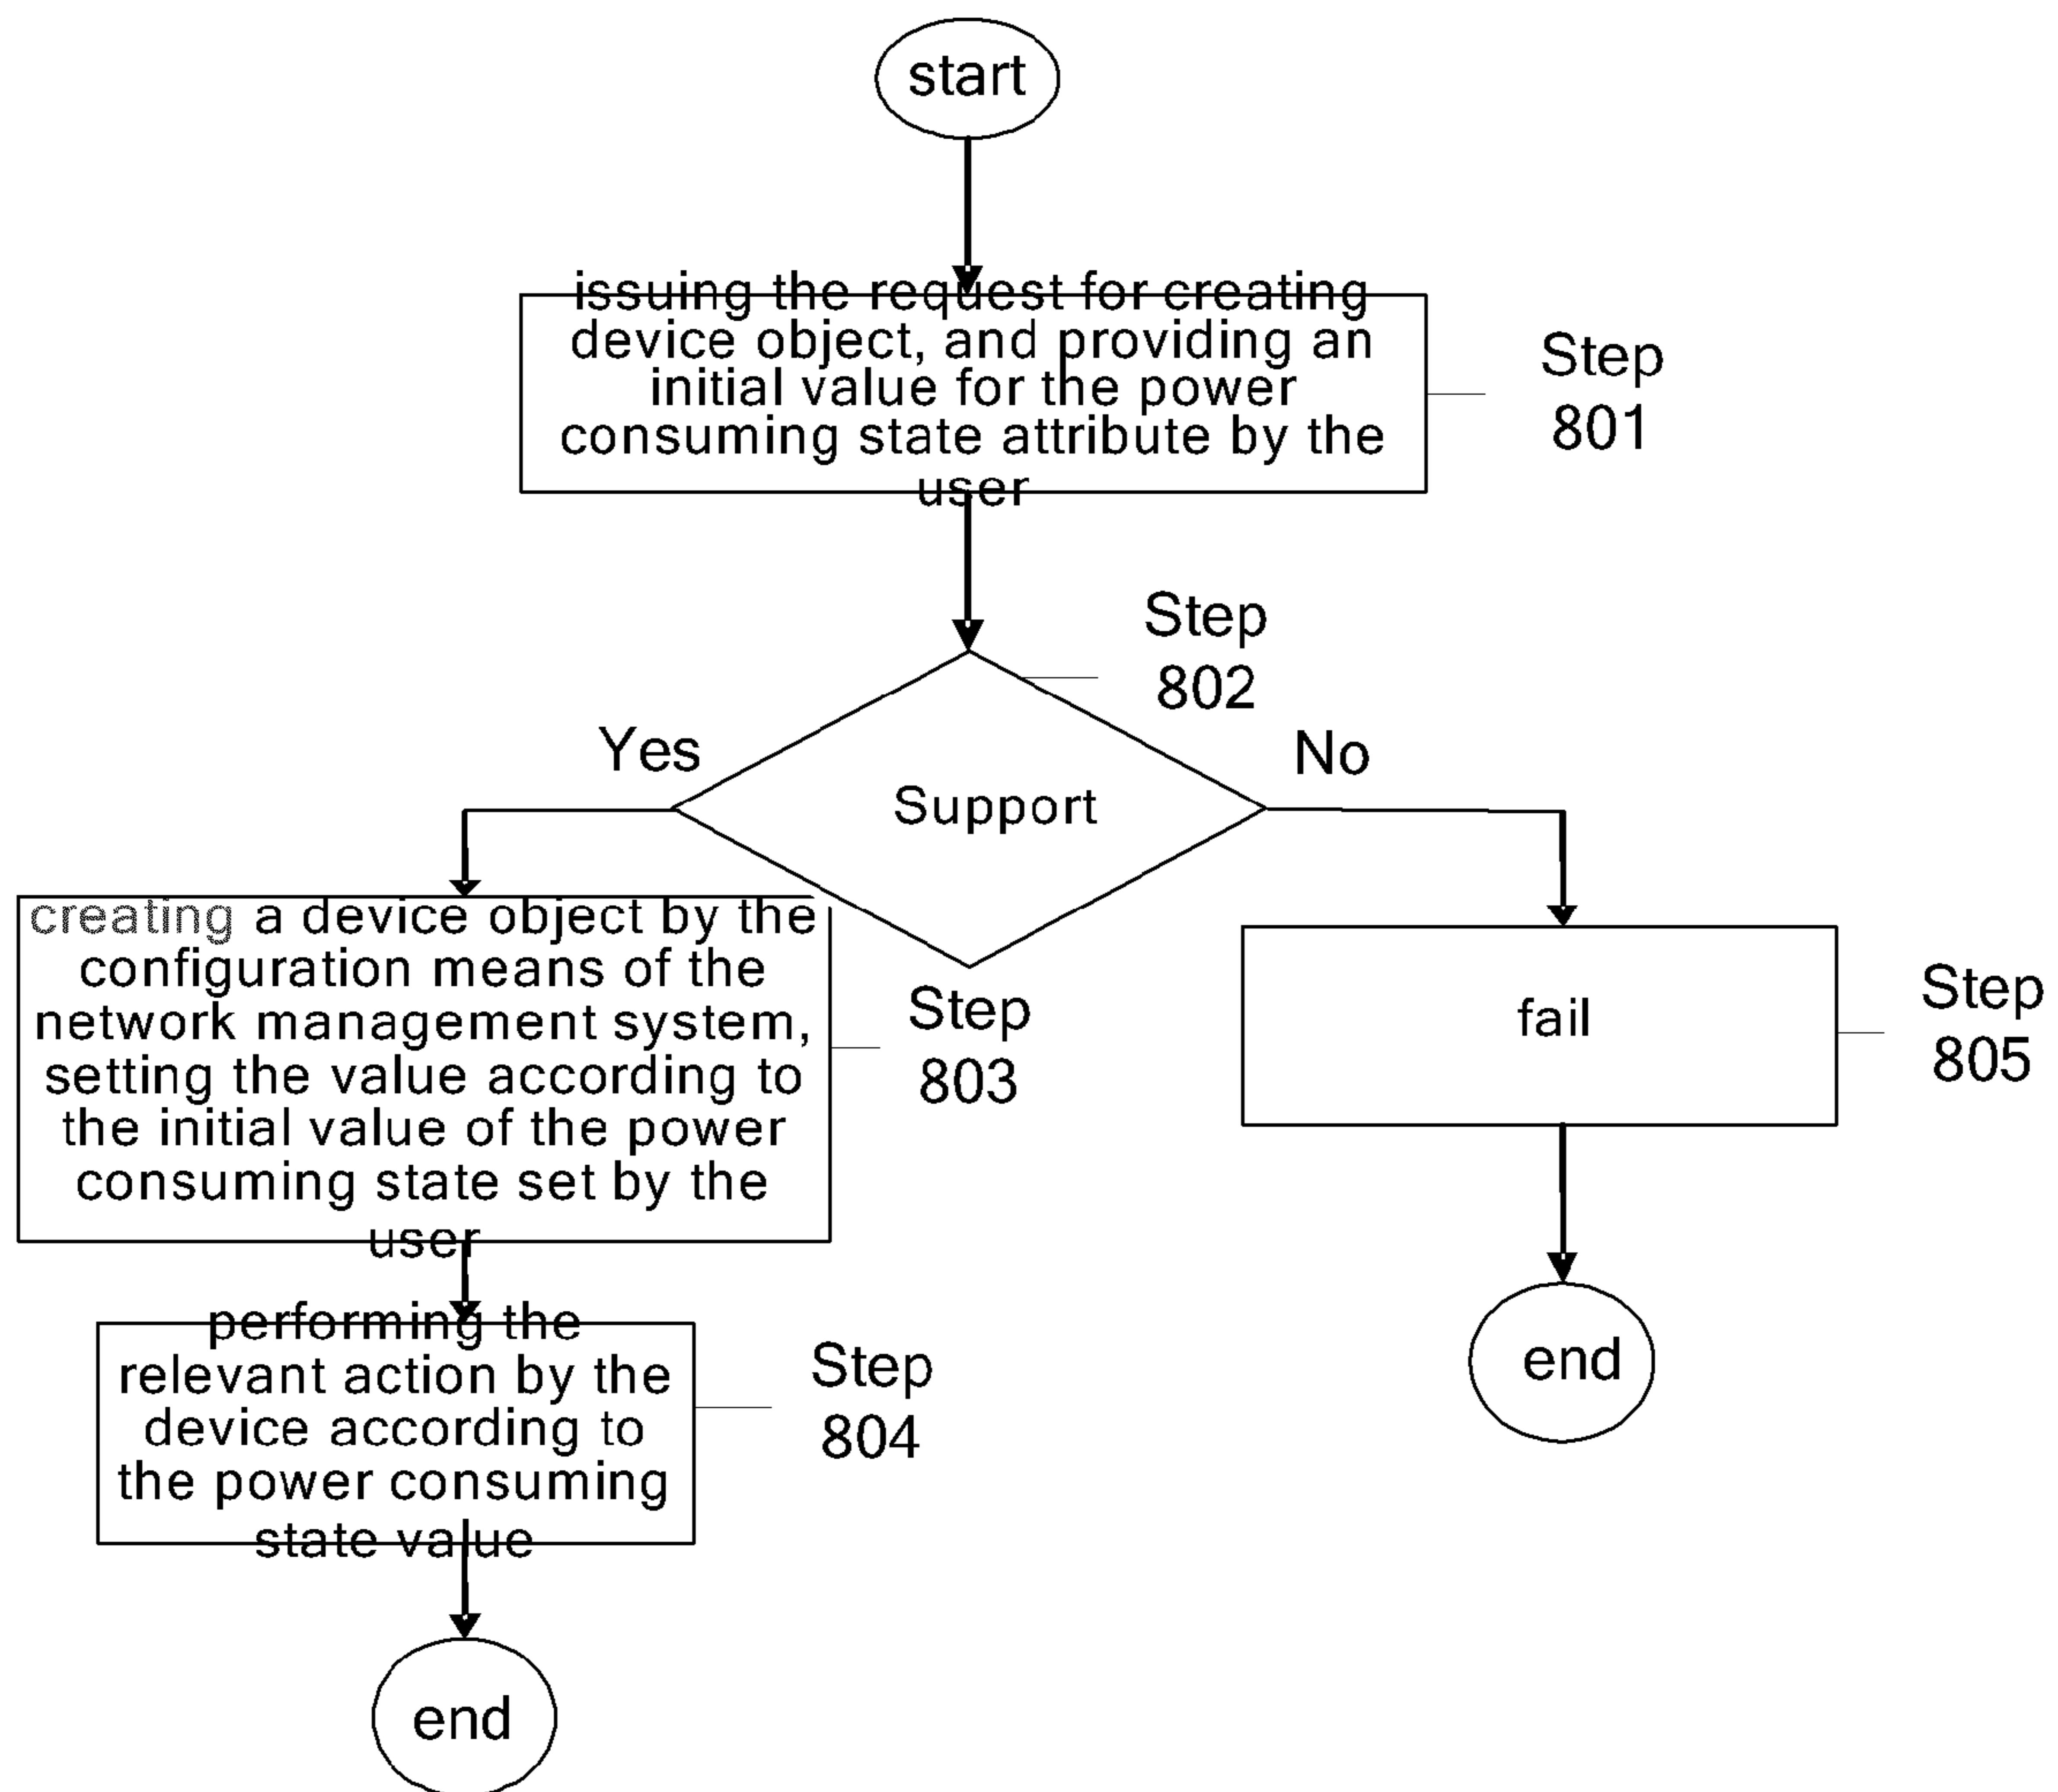 start
issuing the request for creating
device object, and providing an
initial value for the power
consuming state attribute by the
user
Step
801
Step
802
Yes
No
Support
creating a device object by the
configuration means of the
network management system,
setting the value according to
the initial value of the power
consuming state set by the
user
Step
803
fail
Step
805
performing the
relevant action by the
device according to
the power consuming
state value
Step
804
end
end